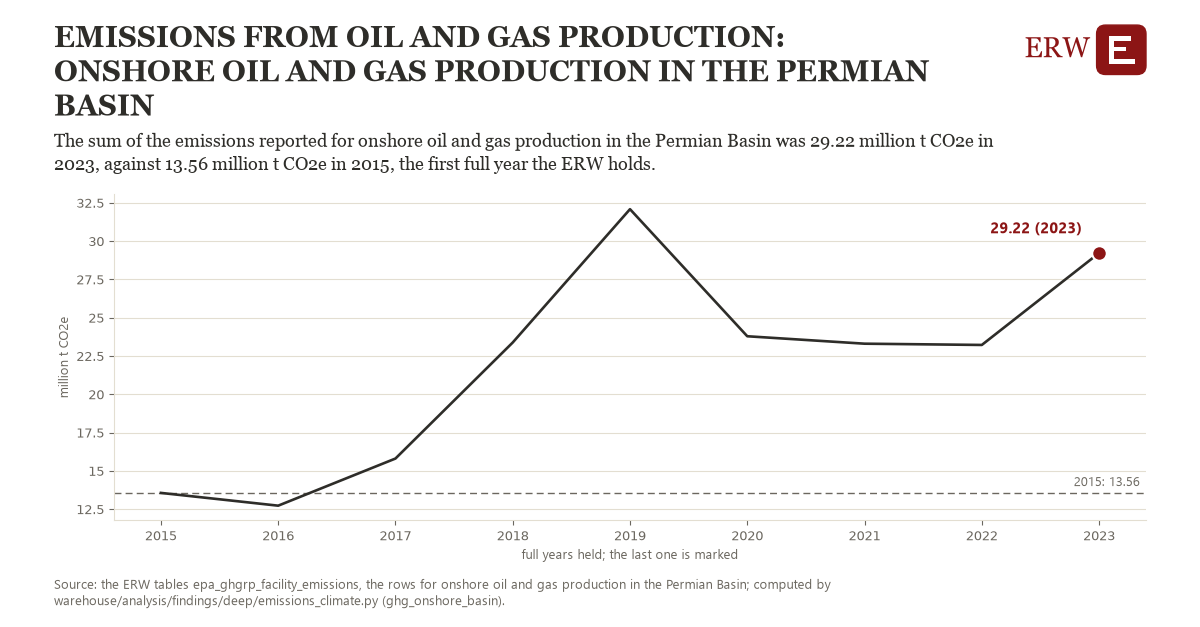 EMISSIONS FROM OIL AND GAS PRODUCTION:
ONSHORE OIL AND GAS PRODUCTION IN THE PERMIAN
BASIN
ERW
E
The sum of the emissions reported for onshore oil and gas production in the Permian Basin was 29.22 million t CO2e in
2023, against 13.56 million t CO2e in 2015, the first full year the ERW holds.
32.5
30
27.5
25
22.5
20
17.5
15
12.5
million t CO2e
29.22 (2023)
2015: 13.56
2015 2016 2017 2018 2019 2020 2021 2022 2023
full years held; the last one is marked
Source: the ERW tables epa_ghgrp_facility_emissions, the rows for onshore oil and gas production in the Permian Basin; computed by
warehouse/analysis/findings/deep/emissions_climate.py (ghg_onshore_basin).